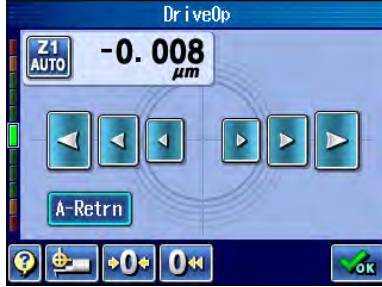 DriveOp
Z1 -0.008
AUTO μm
A-Retrn
? 0 0 OK